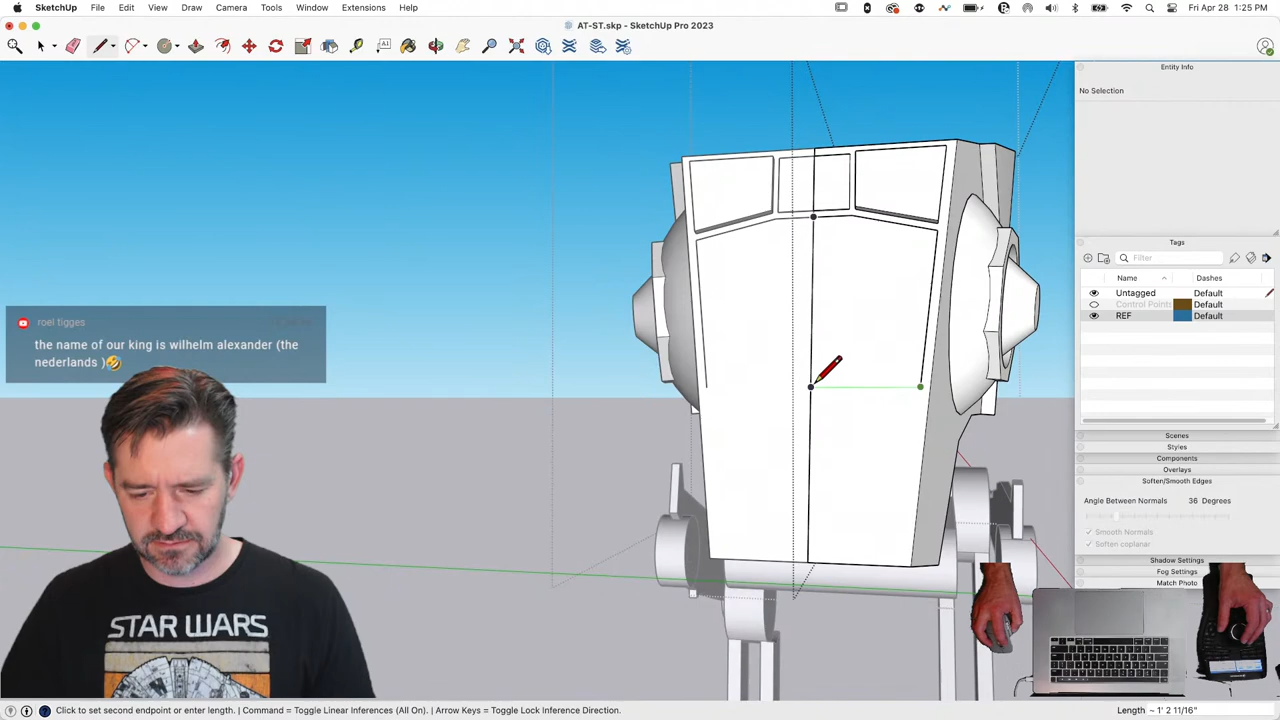 SketchUp File Edit View Draw Camera Tools Window Extensions Help
Fri Apr 28 1:25 PM
AT-ST.skp - SketchUp Pro 2023
Entity Info
No Selection
Tags
Filter
Name Dashes
Untagged Default
Control Points Default
REF Default
Scenes
Styles
Components
Overlays
Soften/Smooth Edges
Angle Between Normals 36 Degrees
Smooth Normals
Soften coplanar
Shadow Settings
Fog Settings
Match Photo
roel tigges
the name of our king is wilhelm alexander (the
nederlands )🤣
STAR WARS
Click to set second endpoint or enter length. | Command = Toggle Linear Inferences (All On). | Arrow Keys = Toggle Lock Inference Direction.
Length ~ 1' 2 11/16"